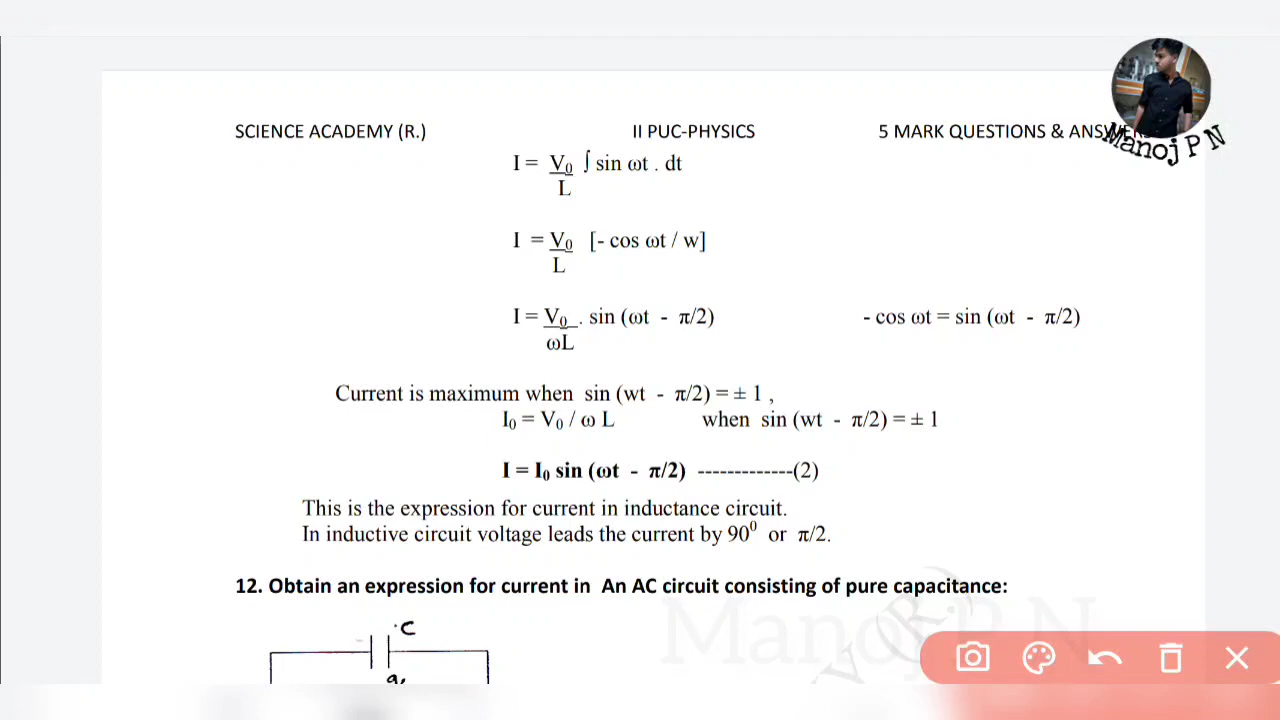 SCIENCE ACADEMY (R.) II PUC-PHYSICS 5 MARK QUESTIONS & ANSWER
Manoj P N
I = V₀ ∫ sin ωt . dt
L
I = V₀ [- cos ωt / w]
L
I = V₀ . sin (ωt - π/2) - cos ωt = sin (ωt - π/2)
ωL
Current is maximum when sin (wt - π/2) = ± 1 ,
I₀ = V₀ / ω L when sin (wt - π/2) = ± 1
I = I₀ sin (ωt - π/2) -------------(2)
This is the expression for current in inductance circuit.
In inductive circuit voltage leads the current by 90⁰ or π/2.
12. Obtain an expression for current in An AC circuit consisting of pure capacitance:
C
Manoj P N
Y (R.)